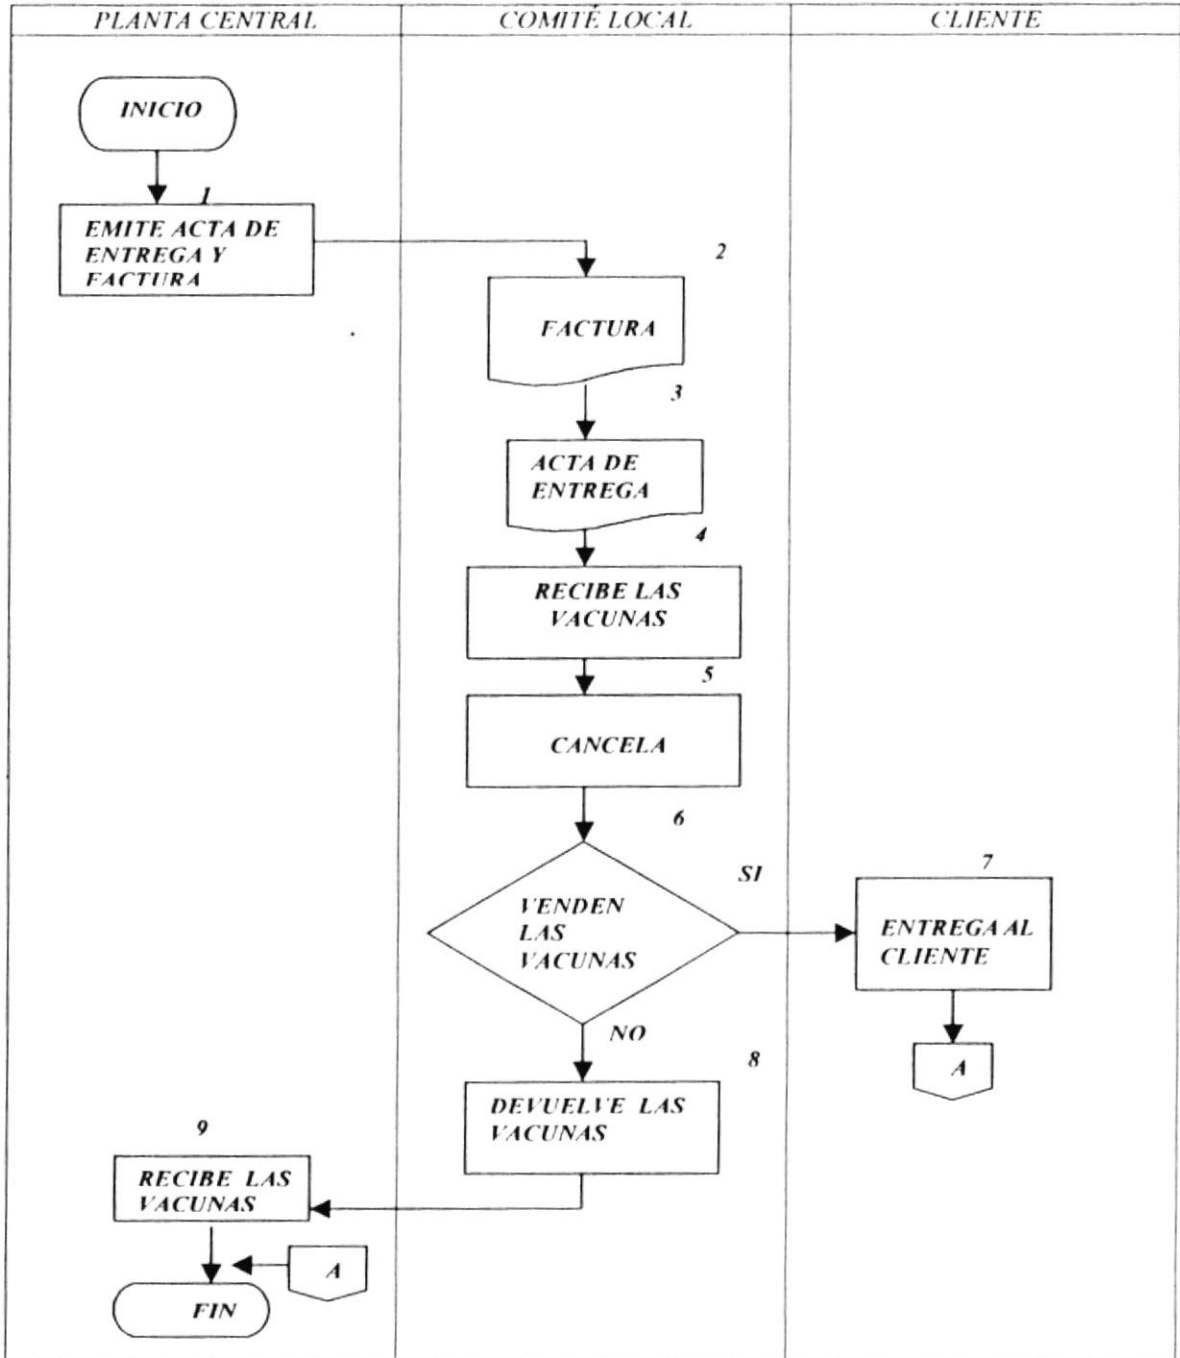 PLANTA CENTRAL
COMITÉ LOCAL
CLIENTE
INICIO
1
EMITE ACTA DE
ENTREGA Y
FACTURA
2
FACTURA
3
ACTA DE
ENTREGA
4
RECIBE LAS
VACUNAS
5
CANCELA
6
VENDEN
LAS
VACUNAS
SI
7
ENTREGA AL
CLIENTE
A
NO
8
DEVUELVE LAS
VACUNAS
9
RECIBE LAS
VACUNAS
A
FIN